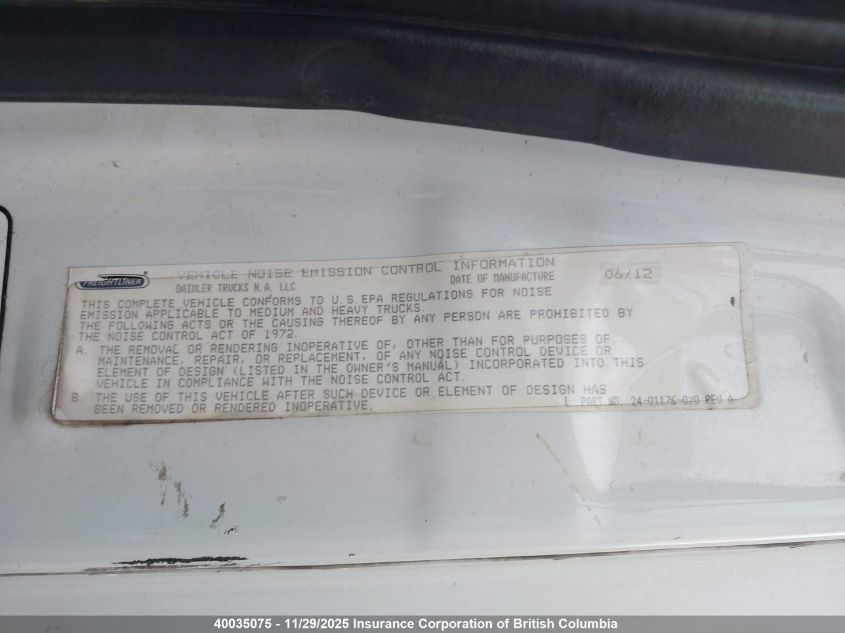 VEHICLE NOISE EMISSION CONTROL INFORMATION
FREIGHTLINER DAIMLER TRUCKS N.A. LLC DATE OF MANUFACTURE 06/12
THIS COMPLETE VEHICLE CONFORMS TO U.S.EPA REGULATIONS FOR NOISE
EMISSION APPLICABLE TO MEDIUM AND HEAVY TRUCKS.
THE FOLLOWING ACTS OR THE CAUSING THEREOF BY ANY PERSON ARE PROHIBITED BY
THE NOISE CONTROL ACT OF 1972.
A. THE REMOVAL OR RENDERING INOPERATIVE OF, OTHER THAN FOR PURPOSES OF
MAINTENANCE, REPAIR, OR REPLACEMENT, OF ANY NOISE CONTROL DEVICE OR
ELEMENT OF DESIGN (LISTED IN THE OWNER'S MANUAL) INCORPORATED INTO THIS
VEHICLE IN COMPLIANCE WITH THE NOISE CONTROL ACT.
B. THE USE OF THIS VEHICLE AFTER SUCH DEVICE OR ELEMENT OF DESIGN HAS
BEEN REMOVED OR RENDERED INOPERATIVE. PART NO. 24-01176-020 REV A
40035075 - 11/29/2025 Insurance Corporation of British Columbia